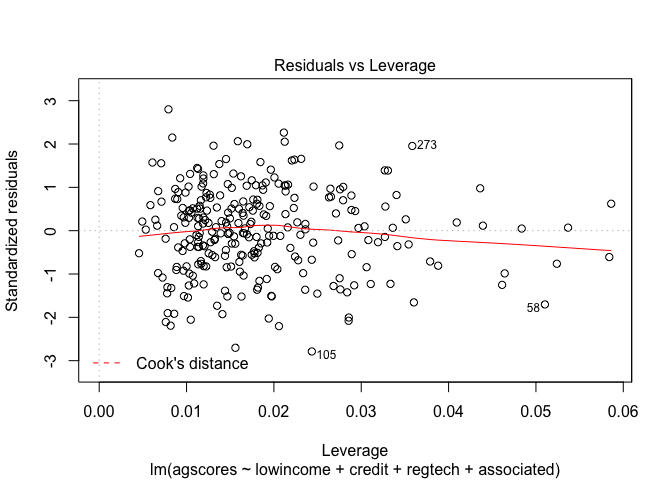 Residuals vs Leverage
Standardized residuals
3
2
1
0
-1
-2
-3
273
58
105
Cook's distance
0.00 0.01 0.02 0.03 0.04 0.05 0.06
Leverage
lm(agscores ~ lowincome + credit + regtech + associated)